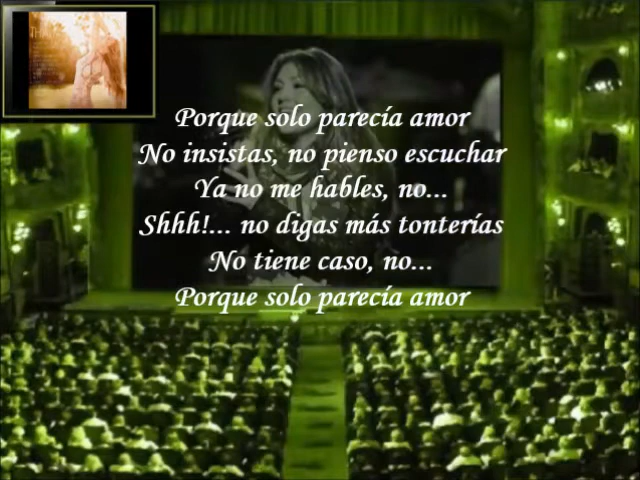 Porque solo parecía amor
No insistas, no pienso escuchar
Ya no me hables, no...
Shhh!... no digas más tonterías
No tiene caso, no...
Porque solo parecía amor